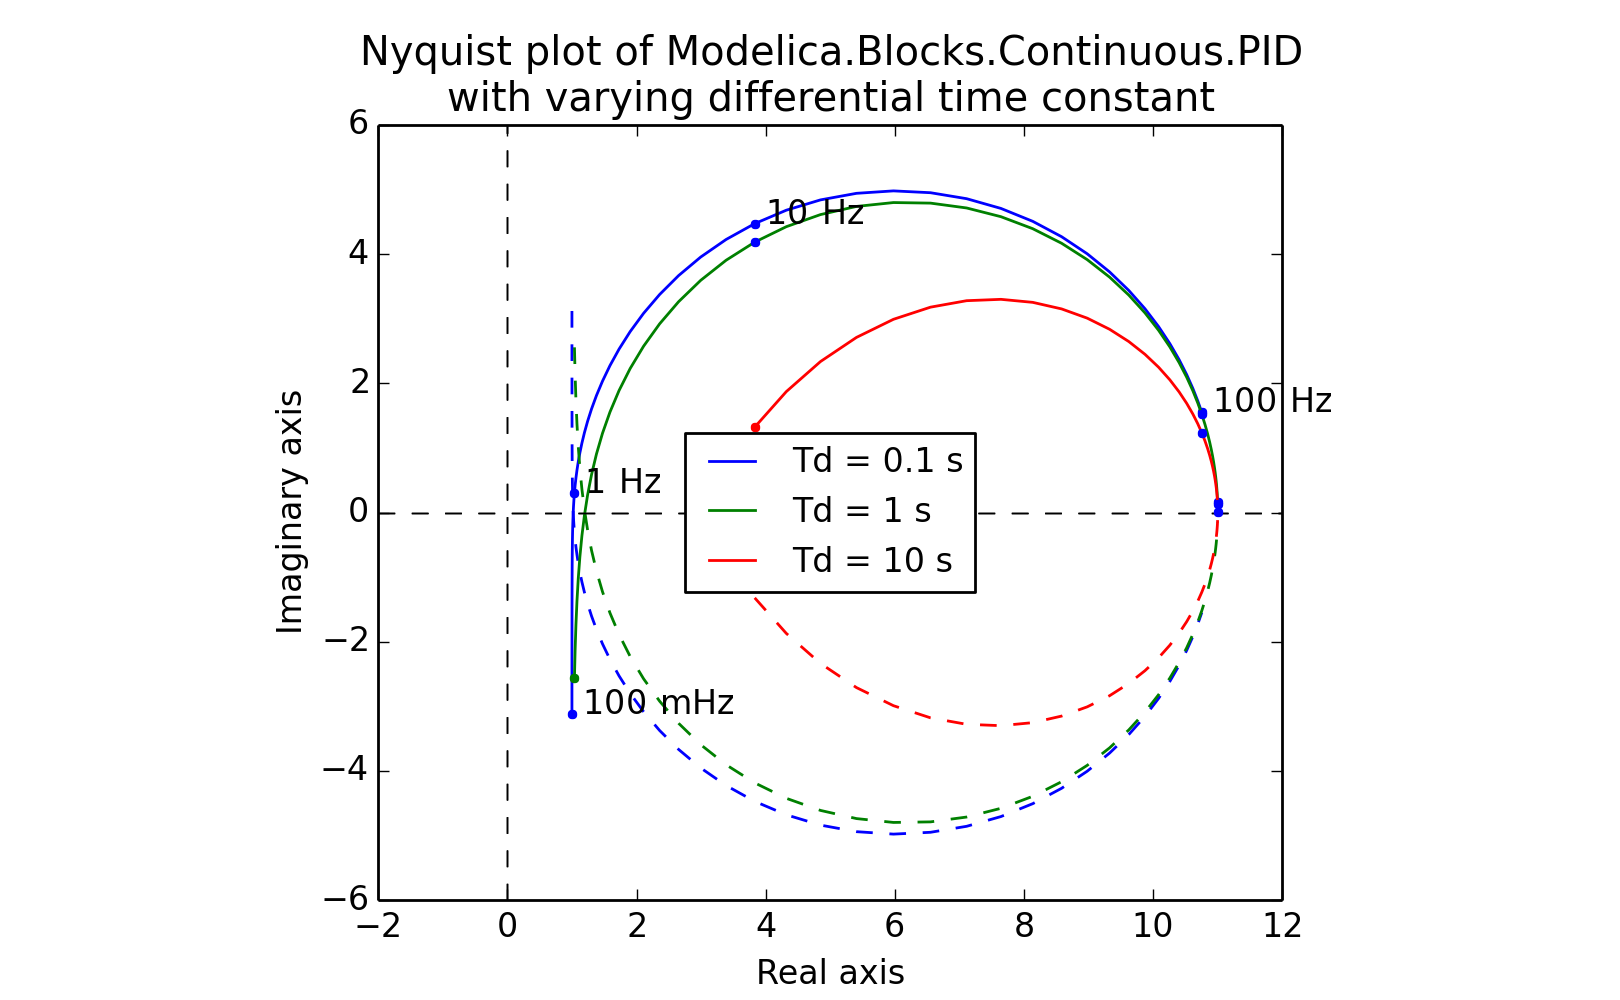 Nyquist plot of Modelica.Blocks.Continuous.PID
with varying differential time constant
6
4
2
0
−2
−4
−6
Imaginary axis
10 Hz
100 Hz
1 Hz
100 mHz
Td = 0.1 s
Td = 1 s
Td = 10 s
−2 0 2 4 6 8 10 12
Real axis